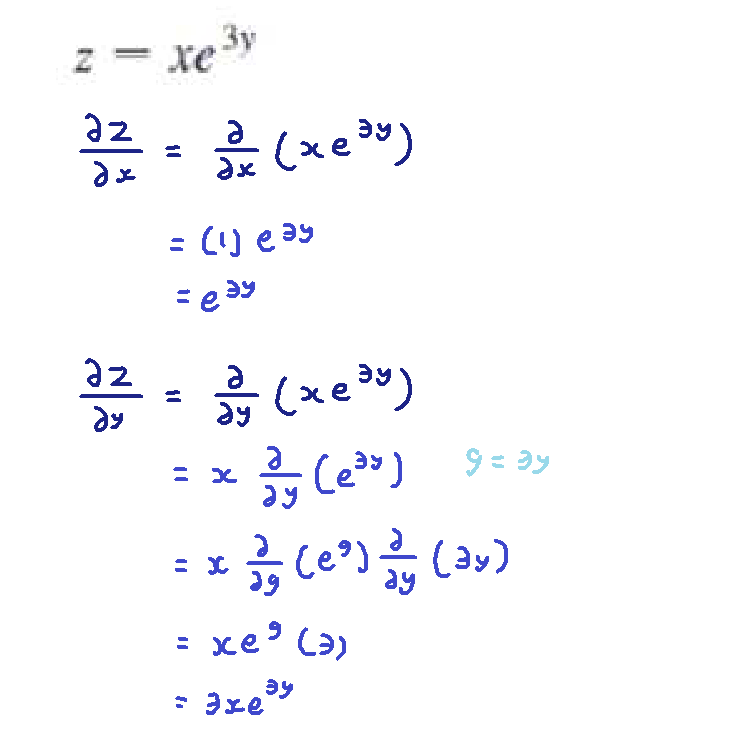 z = xe^{3y}
∂z/∂x = ∂/∂x (xe^{3y})
= (1) e^{3y}
= e^{3y}
∂z/∂y = ∂/∂y (xe^{3y})
= x ∂/∂y (e^{3y}) g = 3y
= x ∂/∂g (e^g) ∂/∂y (3y)
= xe^g (3)
= 3xe^{3y}